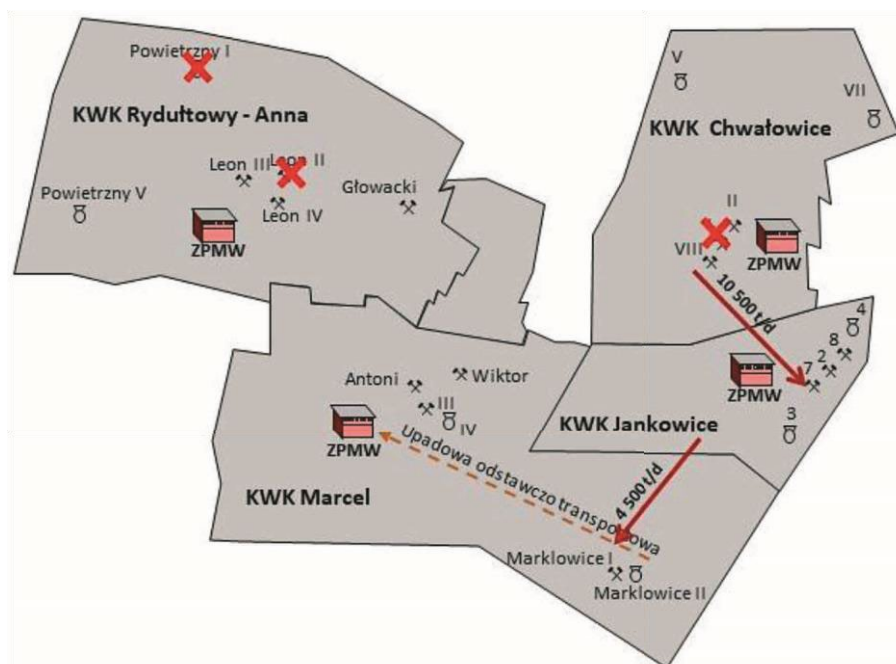 Powietrzny I
KWK Rydułtowy - Anna
Leon III
Leon II
Głowacki
Powietrzny V
Leon IV
ZPMW
V
VII
KWK Chwałowice
II
VIII
ZPMW
10 500 t/d
4
8
2
7
ZPMW
3
KWK Jankowice
Antoni
Wiktor
III
IV
ZPMW
Upadowa odstawczo transportowa
KWK Marcel
4 500 t/d
Marklowice I
Marklowice II